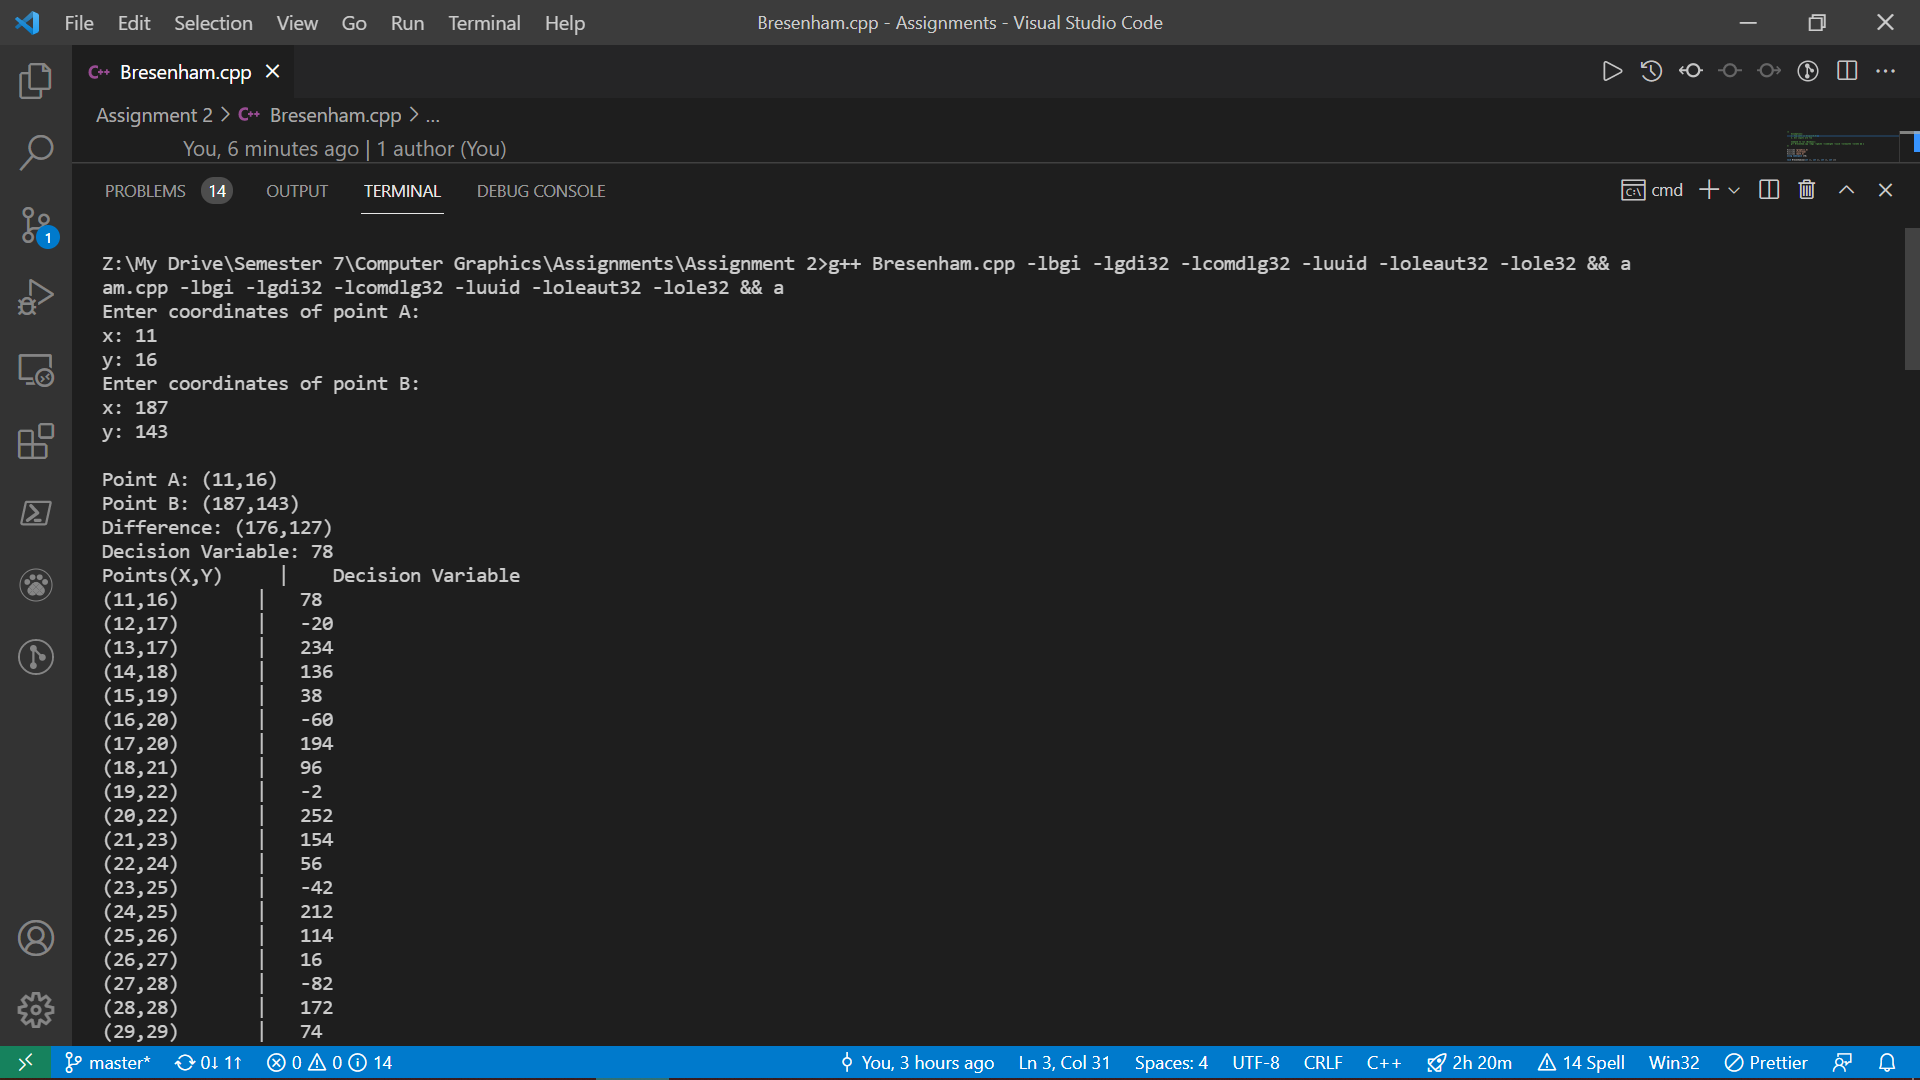 File Edit Selection View Go Run Terminal Help Bresenham.cpp - Assignments - Visual Studio Code
C++ Bresenham.cpp
Assignment 2 > C++ Bresenham.cpp > ...
You, 6 minutes ago | 1 author (You)
PROBLEMS 14 OUTPUT TERMINAL DEBUG CONSOLE cmd
1
Z:\My Drive\Semester 7\Computer Graphics\Assignments\Assignment 2>g++ Bresenham.cpp -lbgi -lgdi32 -lcomdlg32 -luuid -loleaut32 -lole32 && a
am.cpp -lbgi -lgdi32 -lcomdlg32 -luuid -loleaut32 -lole32 && a
Enter coordinates of point A:
x: 11
y: 16
Enter coordinates of point B:
x: 187
y: 143
Point A: (11,16)
Point B: (187,143)
Difference: (176,127)
Decision Variable: 78
Points(X,Y) | Decision Variable
(11,16) | 78
(12,17) | -20
(13,17) | 234
(14,18) | 136
(15,19) | 38
(16,20) | -60
(17,20) | 194
(18,21) | 96
(19,22) | -2
(20,22) | 252
(21,23) | 154
(22,24) | 56
(23,25) | -42
(24,25) | 212
(25,26) | 114
(26,27) | 16
(27,28) | -82
(28,28) | 172
(29,29) | 74
master* 0↓ 1↑ 0 0 14 You, 3 hours ago Ln 3, Col 31 Spaces: 4 UTF-8 CRLF C++ 2h 20m 14 Spell Win32 Prettier